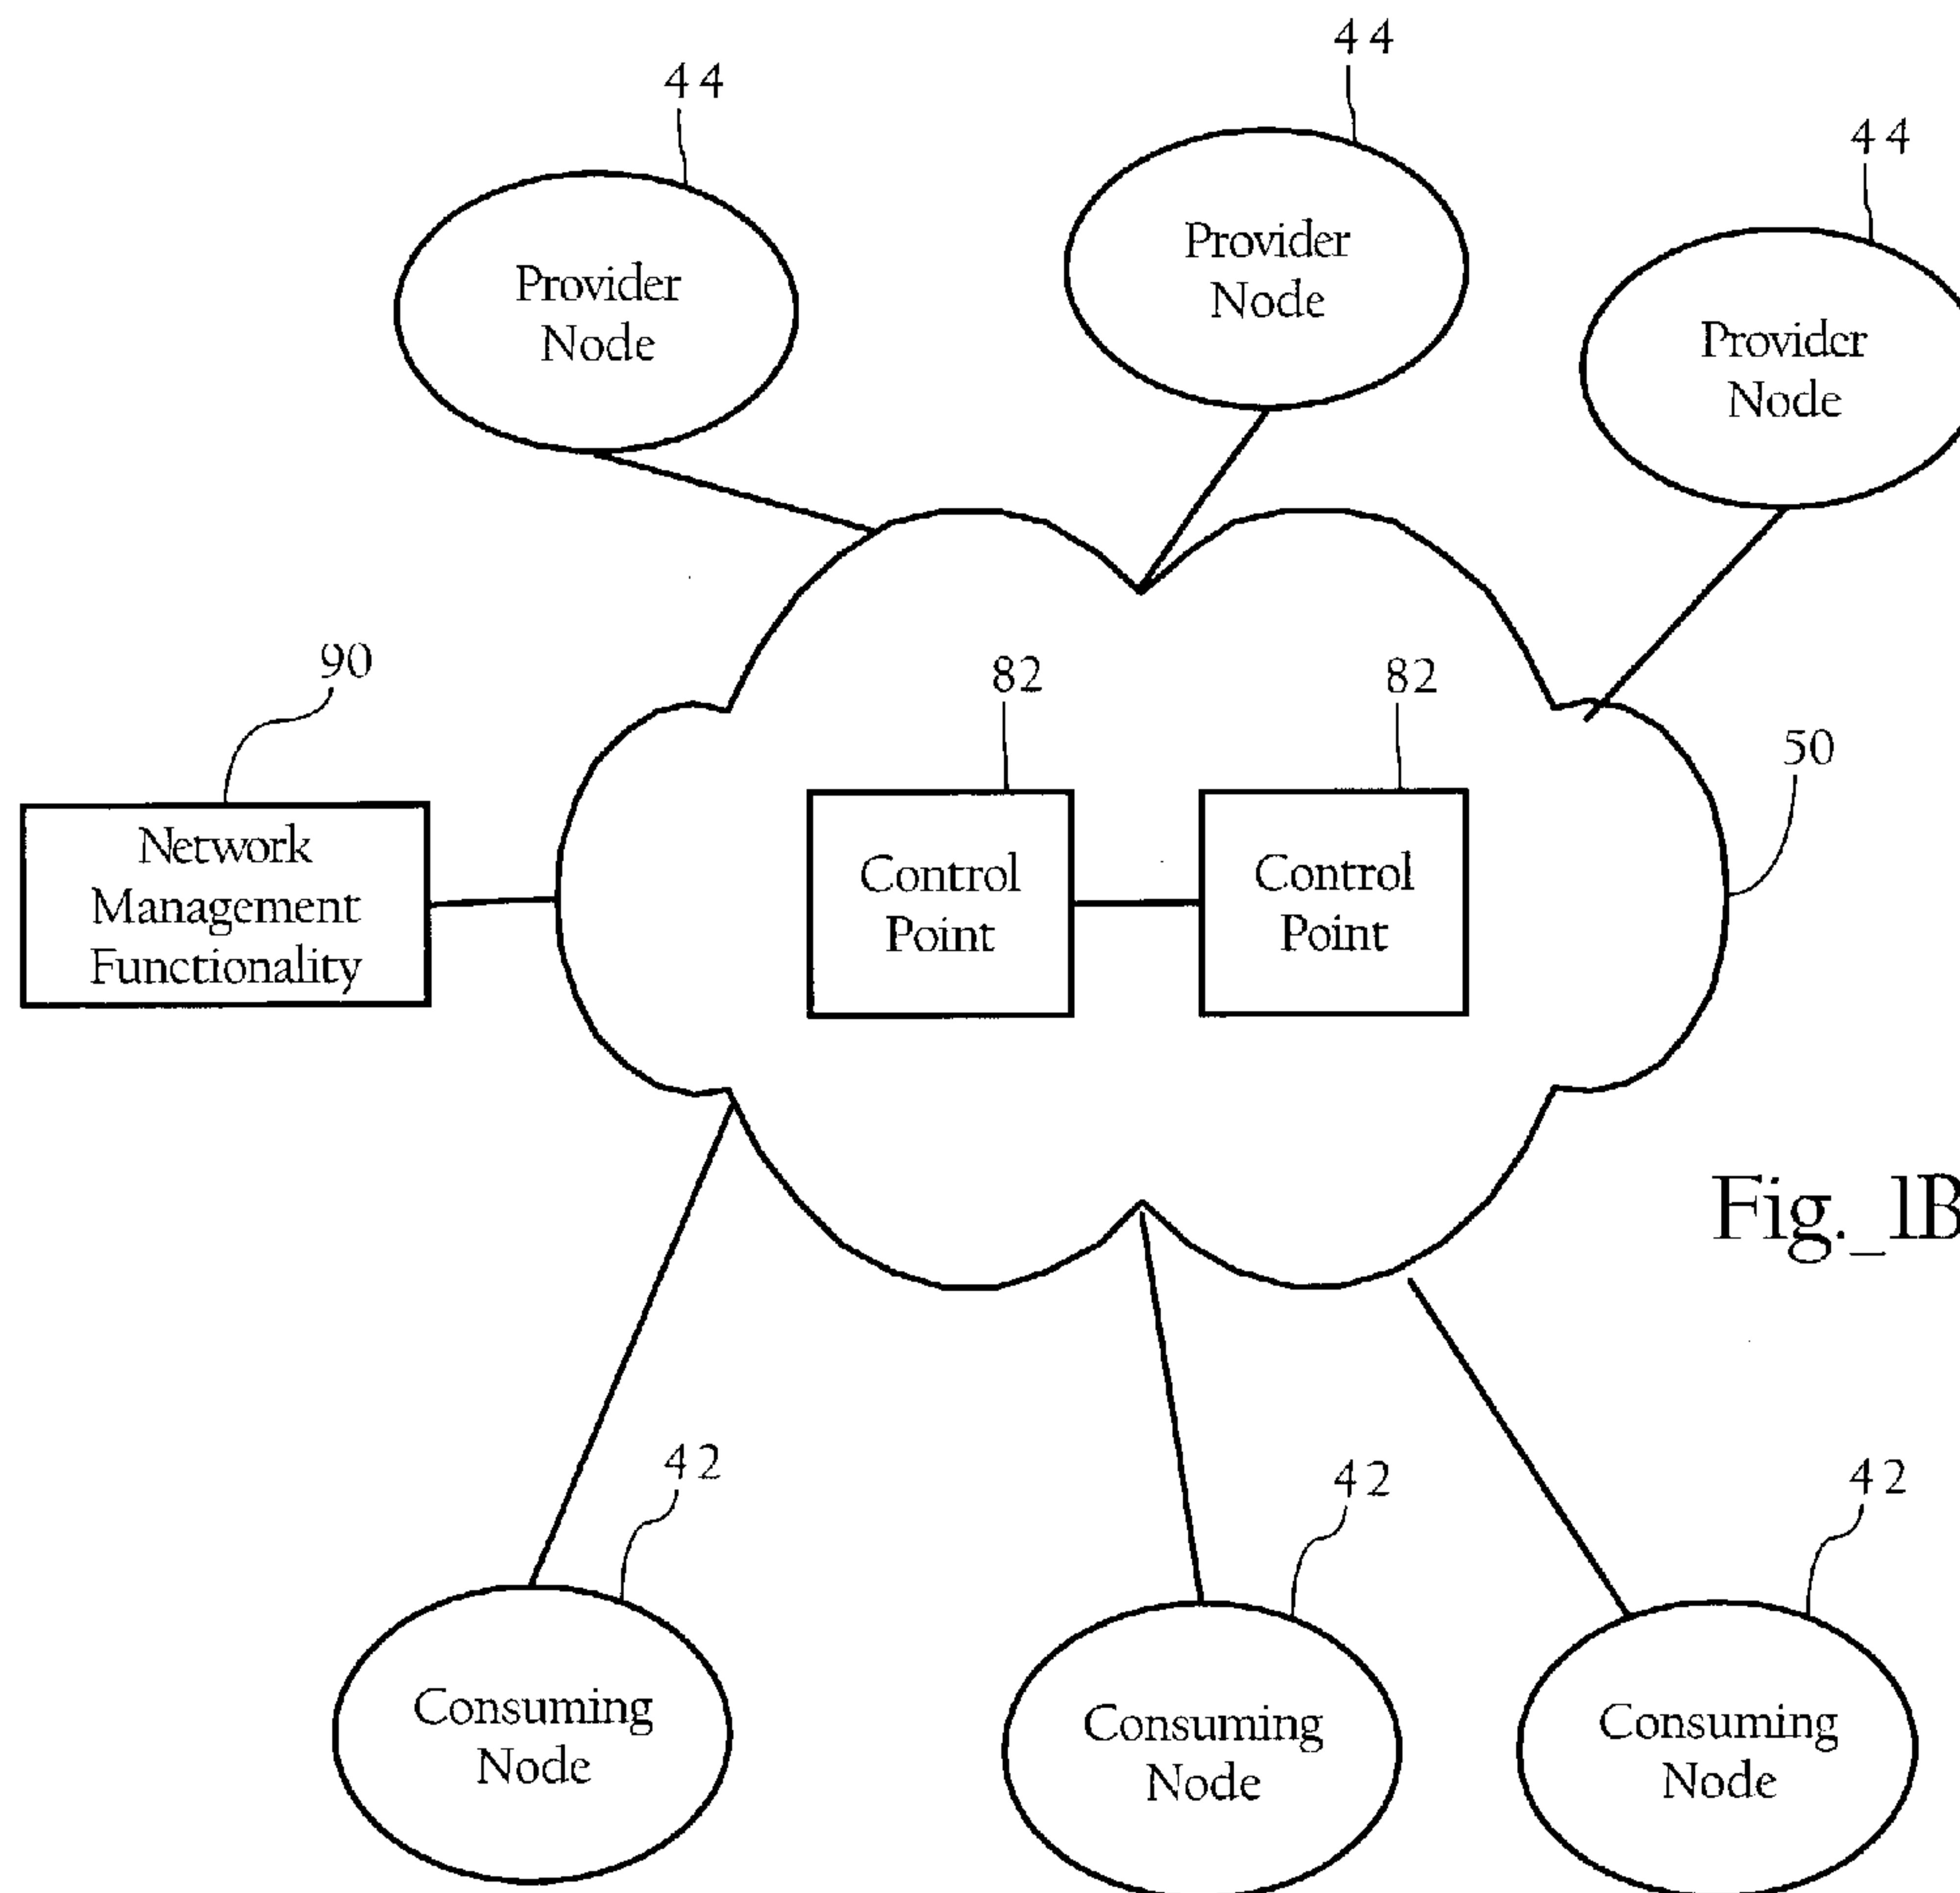 44
44
44
Provider
Node
Provider
Node
Provider
Node
90
82
82
50
Network
Management
Functionality
Control
Point
Control
Point
Fig._1B
42
42
42
Consuming
Node
Consuming
Node
Consuming
Node